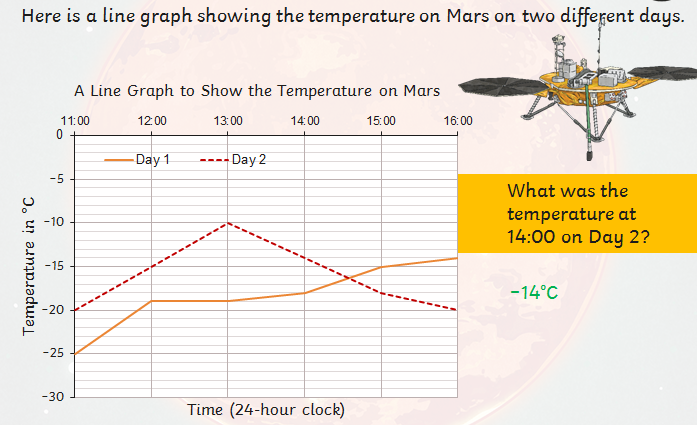 Here is a line graph showing the temperature on Mars on two different days.
A Line Graph to Show the Temperature on Mars
11:00 12:00 13:00 14:00 15:00 16:00
0
Day 1 Day 2
-5
-10
-15
-20
-25
-30
Temperature in °C
Time (24-hour clock)
What was the
temperature at
14:00 on Day 2?
-14°C